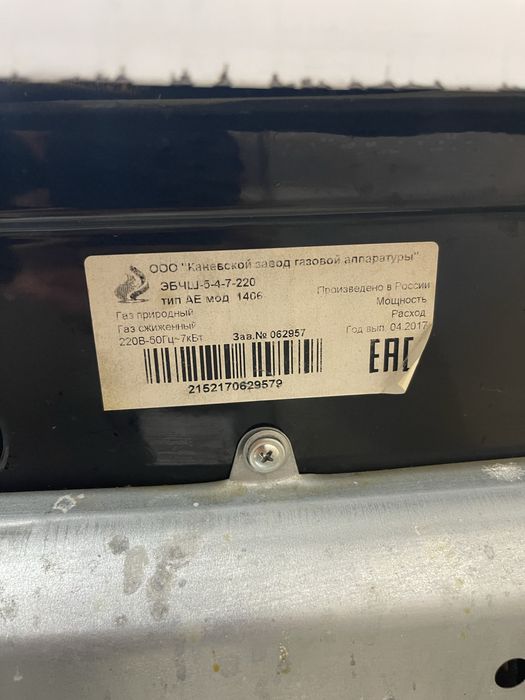 ООО "Каневской завод газовой аппаратуры"
ЭБЧШ-5-4-7-220
тип АЕ мод. 1406
Произведено в России
Газ природный
Мощность
Газ сжиженный
Расход
220В-50Гц~7кВт
Зав.№ 062957
Год вып. 04.2017
2152170629579
ЕАС